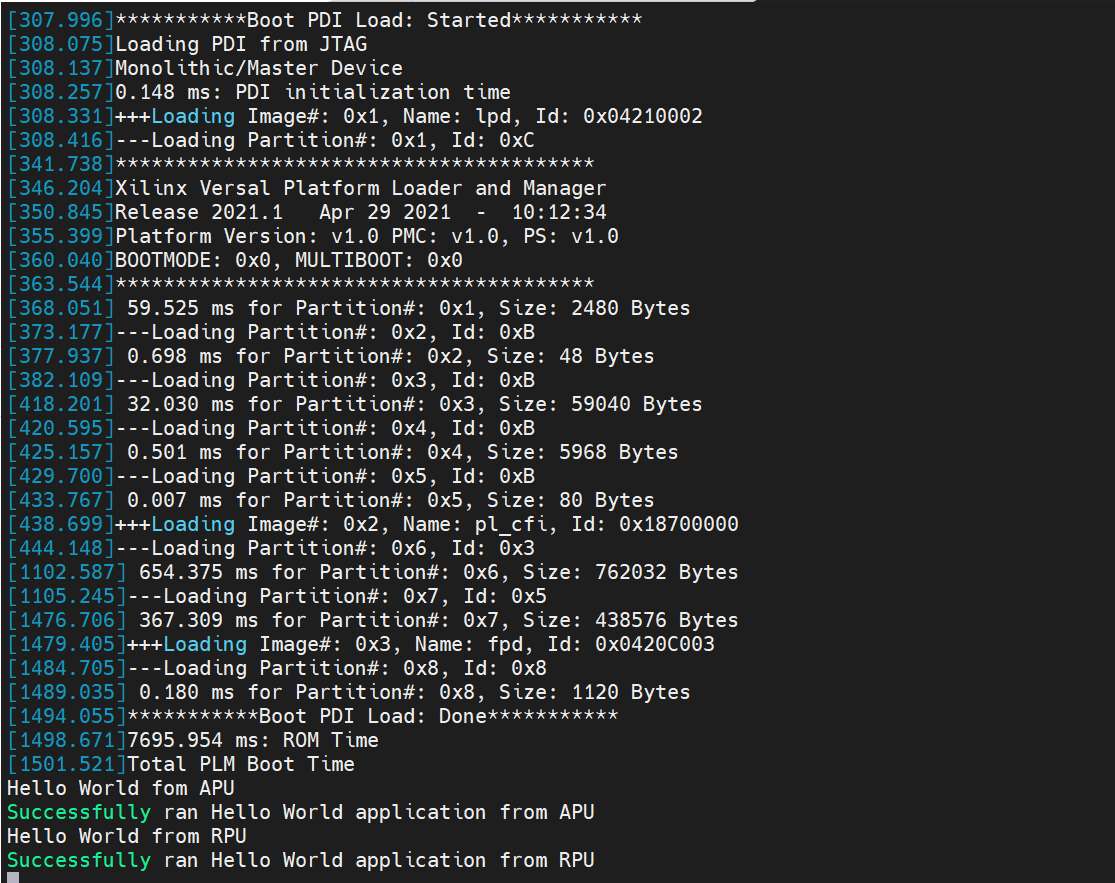 [307.996]***********Boot PDI Load: Started***********
[308.075]Loading PDI from JTAG
[308.137]Monolithic/Master Device
[308.257]0.148 ms: PDI initialization time
[308.331]+++Loading Image#: 0x1, Name: lpd, Id: 0x04210002
[308.416]---Loading Partition#: 0x1, Id: 0xC
[341.738]****************************************
[346.204]Xilinx Versal Platform Loader and Manager
[350.845]Release 2021.1   Apr 29 2021  -  10:12:34
[355.399]Platform Version: v1.0 PMC: v1.0, PS: v1.0
[360.040]BOOTMODE: 0x0, MULTIBOOT: 0x0
[363.544]****************************************
[368.051] 59.525 ms for Partition#: 0x1, Size: 2480 Bytes
[373.177]---Loading Partition#: 0x2, Id: 0xB
[377.937] 0.698 ms for Partition#: 0x2, Size: 48 Bytes
[382.109]---Loading Partition#: 0x3, Id: 0xB
[418.201] 32.030 ms for Partition#: 0x3, Size: 59040 Bytes
[420.595]---Loading Partition#: 0x4, Id: 0xB
[425.157] 0.501 ms for Partition#: 0x4, Size: 5968 Bytes
[429.700]---Loading Partition#: 0x5, Id: 0xB
[433.767] 0.007 ms for Partition#: 0x5, Size: 80 Bytes
[438.699]+++Loading Image#: 0x2, Name: pl_cfi, Id: 0x18700000
[444.148]---Loading Partition#: 0x6, Id: 0x3
[1102.587] 654.375 ms for Partition#: 0x6, Size: 762032 Bytes
[1105.245]---Loading Partition#: 0x7, Id: 0x5
[1476.706] 367.309 ms for Partition#: 0x7, Size: 438576 Bytes
[1479.405]+++Loading Image#: 0x3, Name: fpd, Id: 0x0420C003
[1484.705]---Loading Partition#: 0x8, Id: 0x8
[1489.035] 0.180 ms for Partition#: 0x8, Size: 1120 Bytes
[1494.055]***********Boot PDI Load: Done***********
[1498.671]7695.954 ms: ROM Time
[1501.521]Total PLM Boot Time
Hello World fom APU
Successfully ran Hello World application from APU
Hello World from RPU
Successfully ran Hello World application from RPU